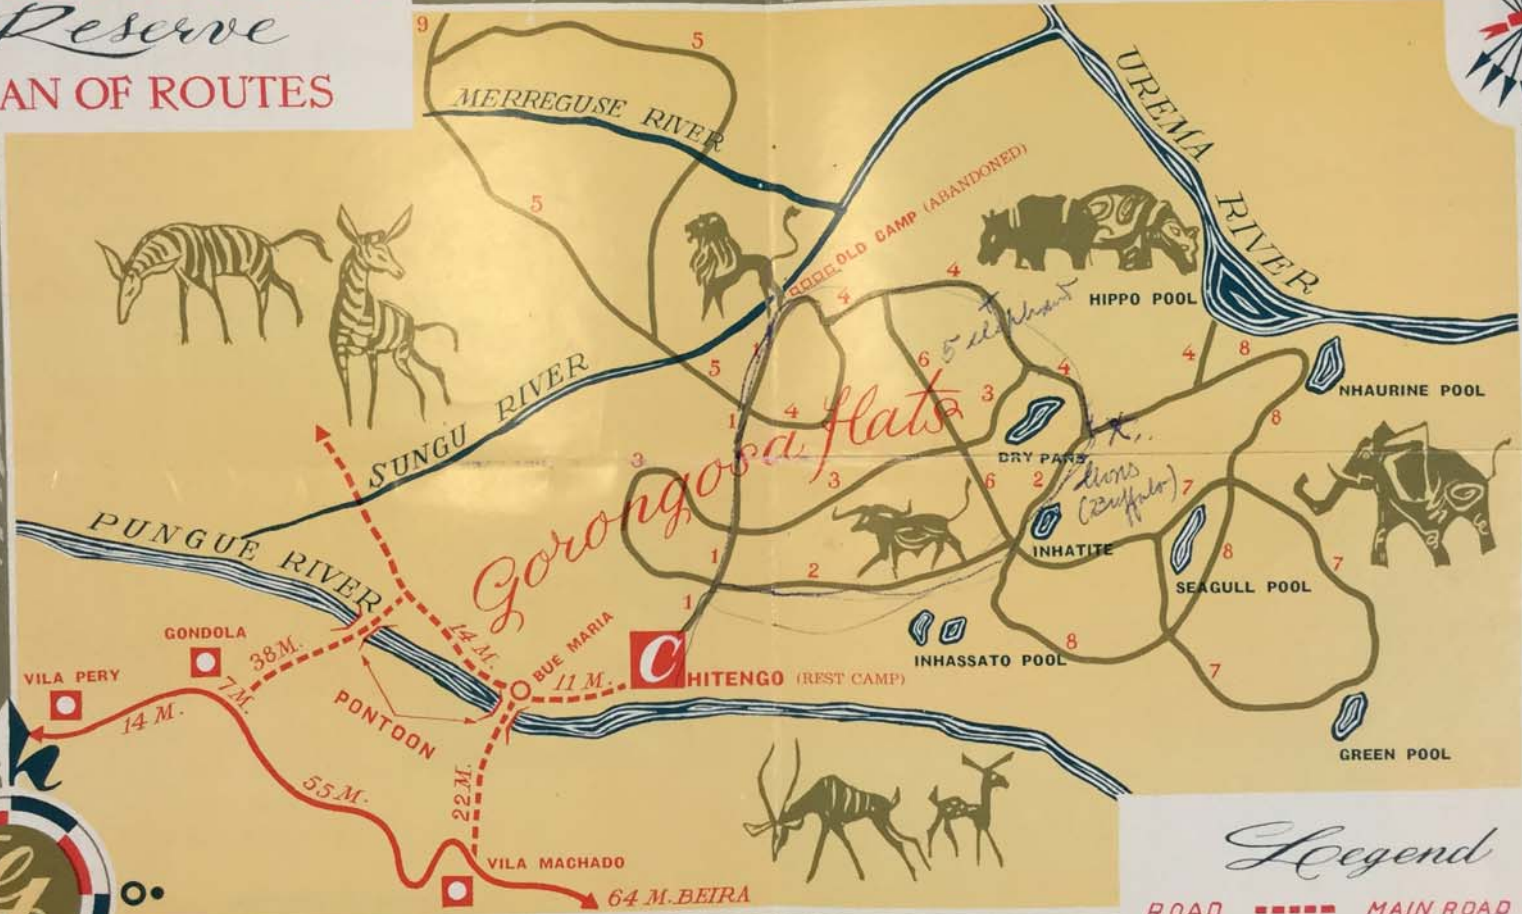 Reserve
AN OF ROUTES
9
5
MERREGUSE RIVER
UREMA RIVER
5
OLD CAMP (ABANDONED)
4
4
HIPPO POOL
5 elephant
1
5
6
4
4
8
NHAURINE POOL
3
SUNGU RIVER
1
4
8
Gorongosa flats
DRY PANS
3
3
6
2
lions
(Buffalo)
7
PUNGUE RIVER
INHATITE
1
2
8
7
SEAGULL POOL
1
14 M.
BUE MARIA
GONDOLA
38 M.
8
INHASSATO POOL
VILA PERY
7 M.
11 M.
CHITENGO (REST CAMP)
7
14 M.
PONTOON
GREEN POOL
55 M.
22 M.
VILA MACHADO
64 M. BEIRA
Legend
ROAD
MAIN ROAD